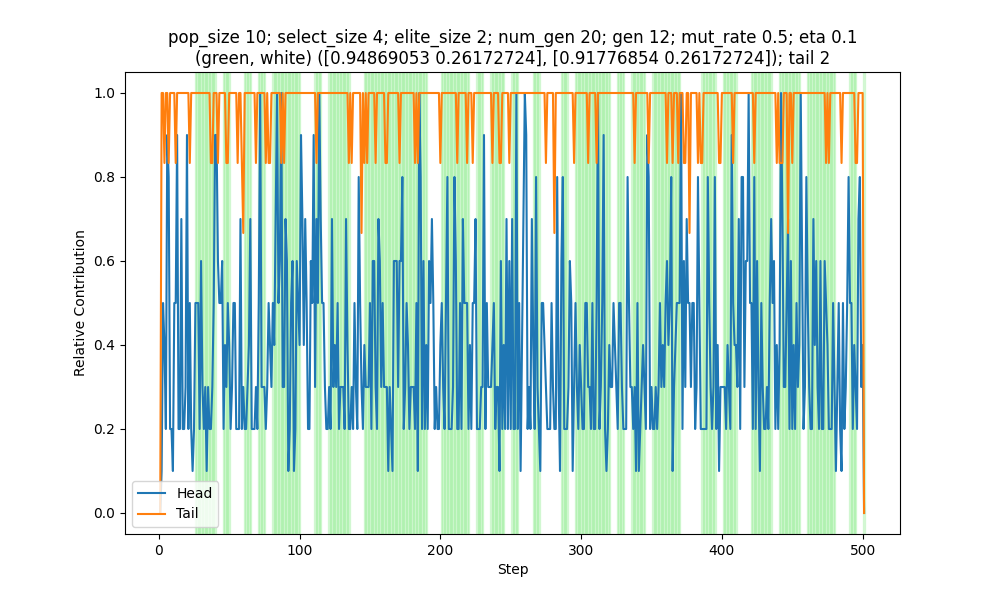 pop_size 10; select_size 4; elite_size 2; num_gen 20; gen 12; mut_rate 0.5; eta 0.1
(green, white) ([0.94869053 0.26172724], [0.91776854 0.26172724]); tail 2
1.0
0.8
0.6
0.4
0.2
0.0
Relative Contribution
Head
Tail
0
100
200
300
400
500
Step